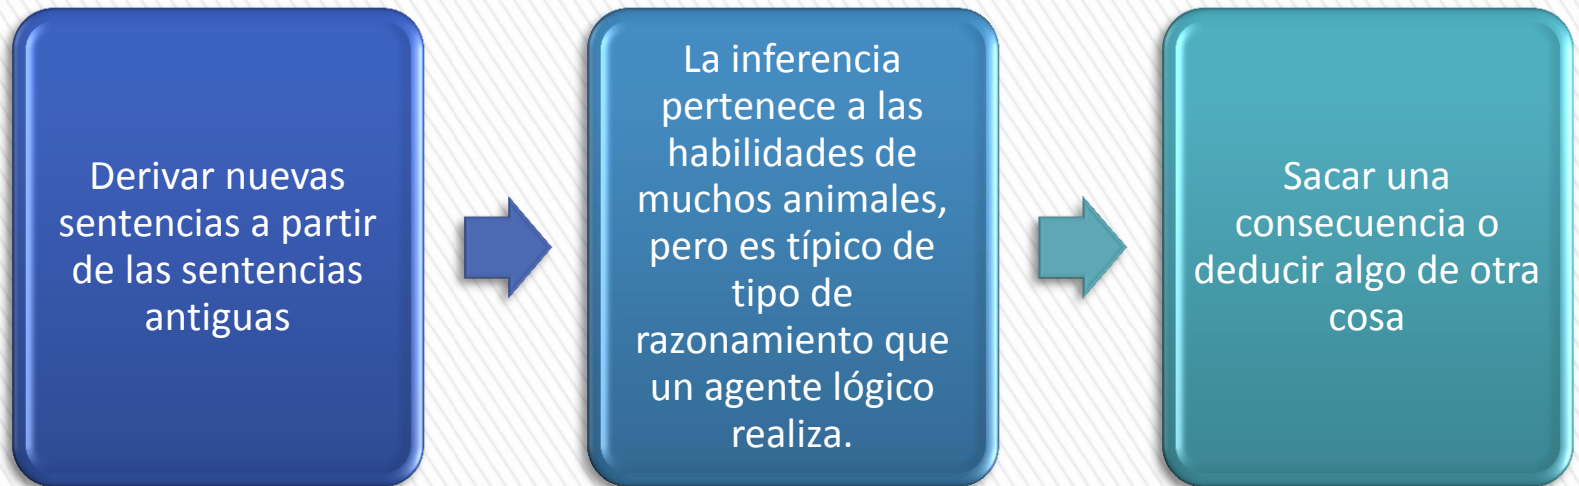 Derivar nuevas
sentencias a partir
de las sentencias
antiguas
La inferencia
pertenece a las
habilidades de
muchos animales,
pero es típico de
tipo de
razonamiento que
un agente lógico
realiza.
Sacar una
consecuencia o
deducir algo de otra
cosa